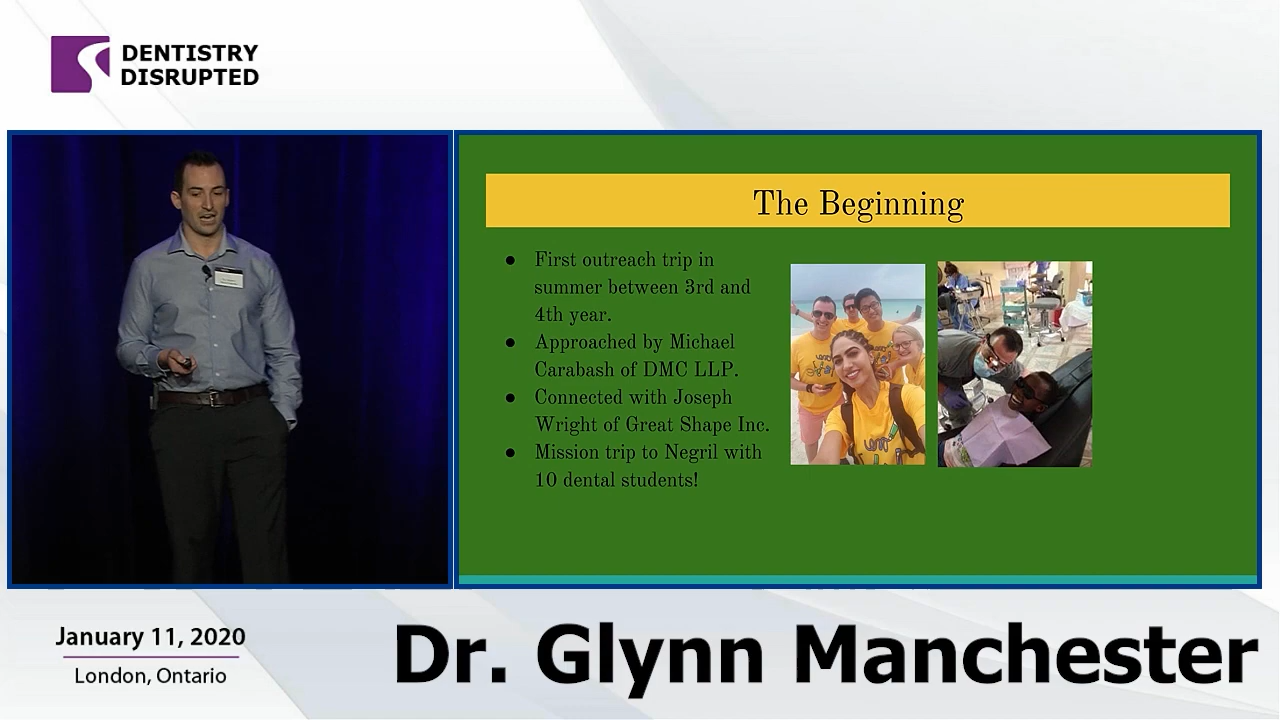 DENTISTRY
DISRUPTED
The Beginning
● First outreach trip in
summer between 3rd and
4th year.
● Approached by Michael
Carabash of DMC LLP.
● Connected with Joseph
Wright of Great Shape Inc.
● Mission trip to Negril with
10 dental students!
January 11, 2020
London, Ontario
Dr. Glynn Manchester